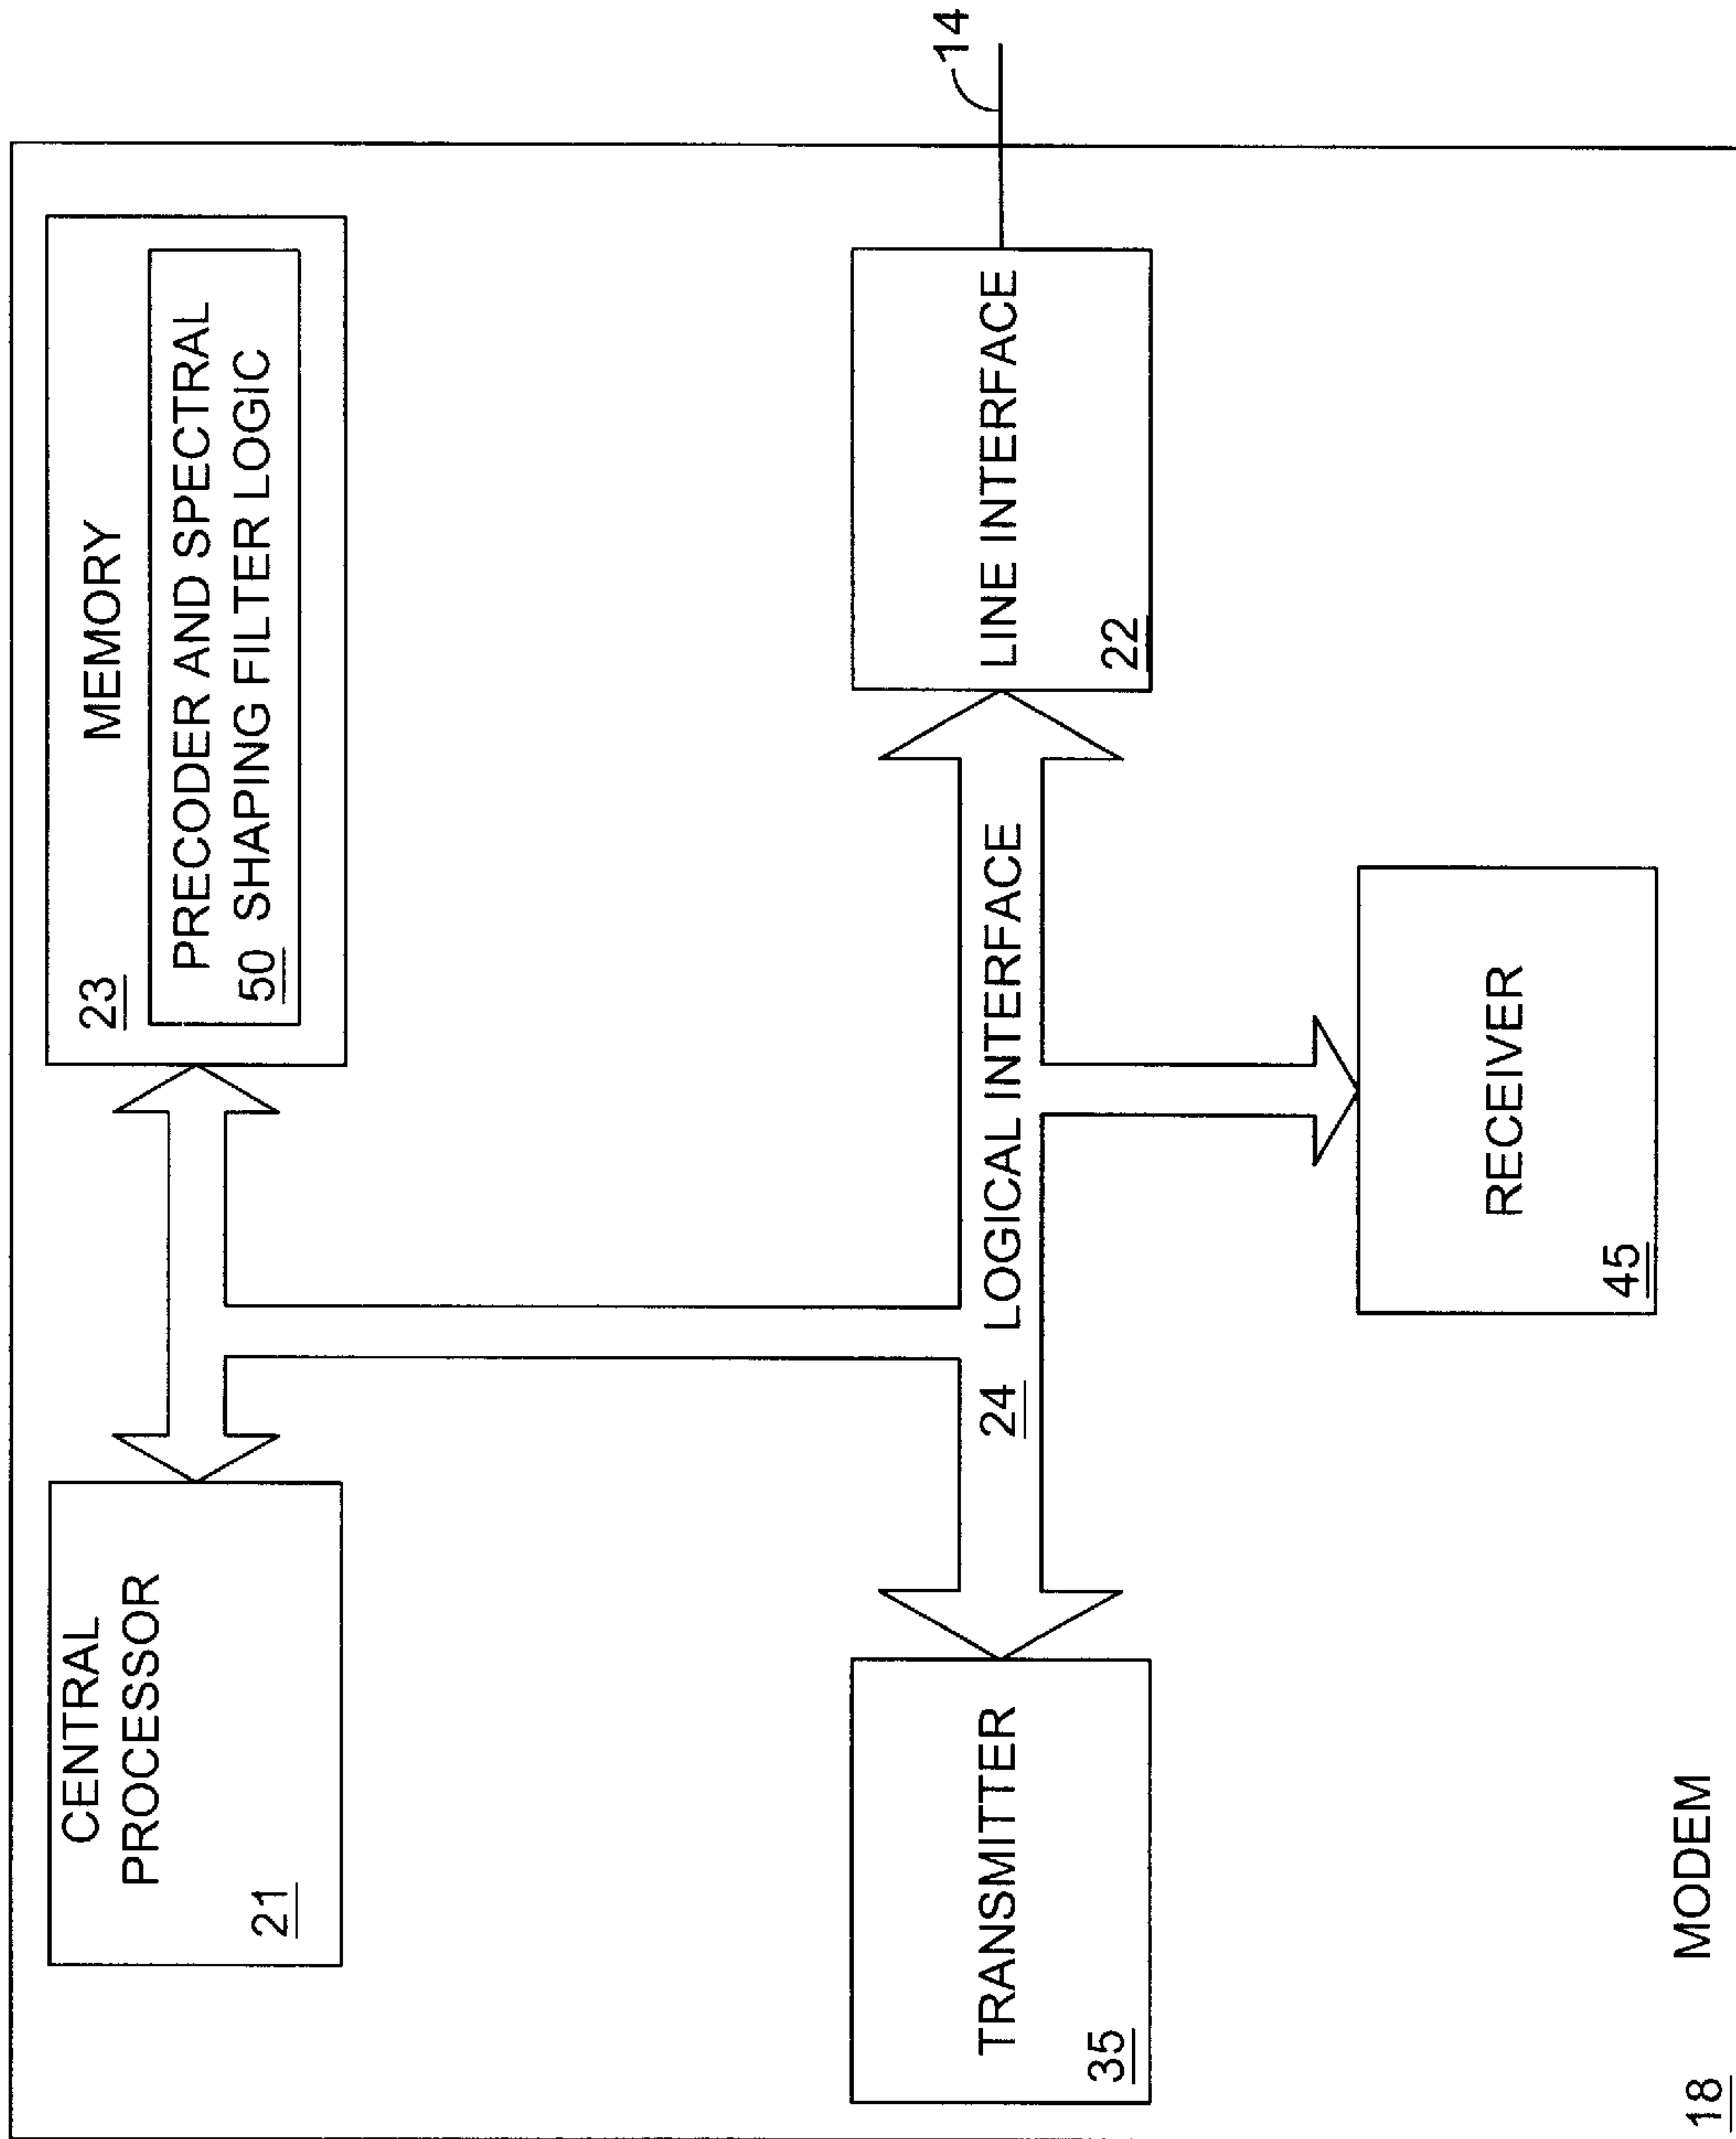 CENTRAL
PROCESSOR
21
MEMORY
23
PRECODER AND SPECTRAL
50 SHAPING FILTER LOGIC
14
24 LOGICAL INTERFACE
TRANSMITTER
35
LINE INTERFACE
22
RECEIVER
45
18 MODEM